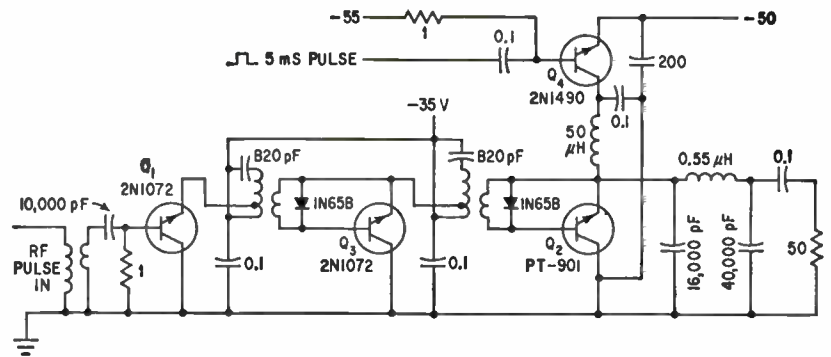 -55
1
-50
0.1
5 mS PULSE
Q4
2N1490
200
0.1
-35 V
50 μH
820 pF
820 pF
0.55 μH
0.1
Q1
2N1072
10,000 pF
1N65B
1N65B
RF PULSE IN
1
0.1
Q3
2N1072
0.1
Q2
PT-901
16,000 pF
40,000 pF
50